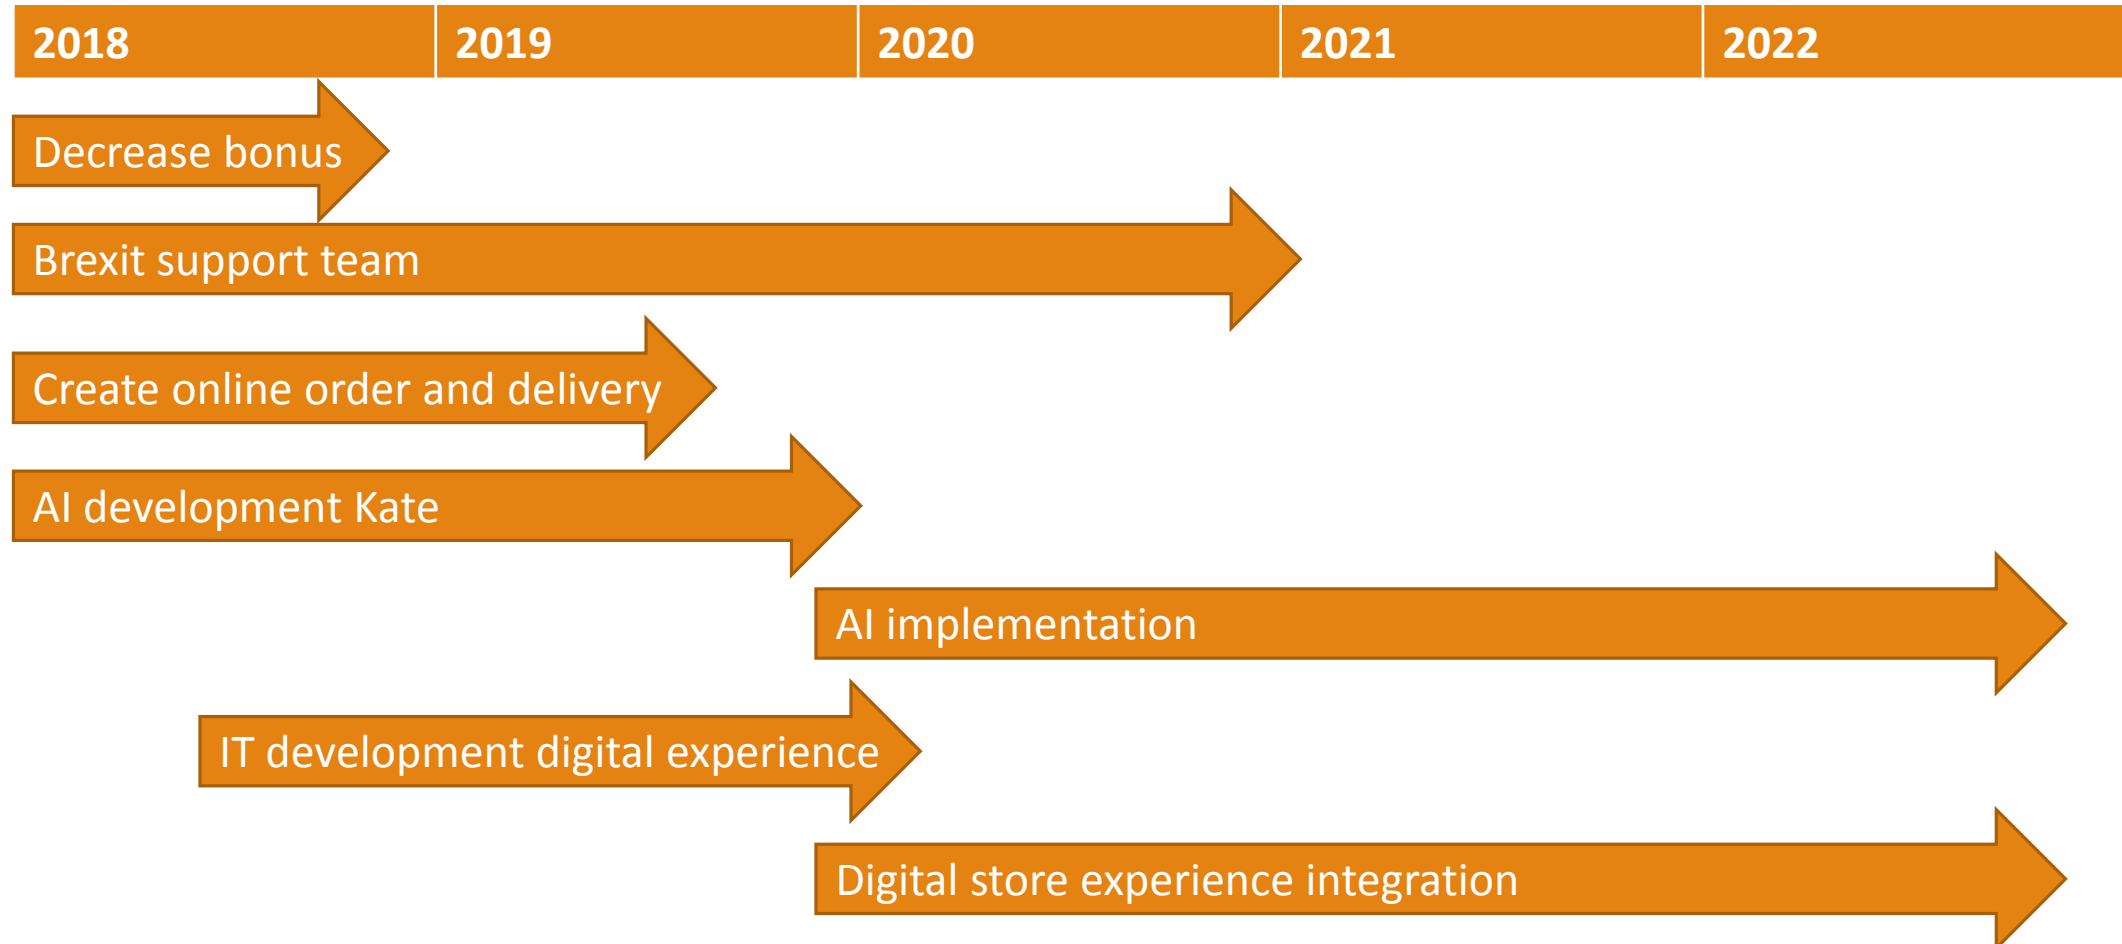 2018 2019 2020 2021 2022
Decrease bonus
Brexit support team
Create online order and delivery
AI development Kate
AI implementation
IT development digital experience
Digital store experience integration